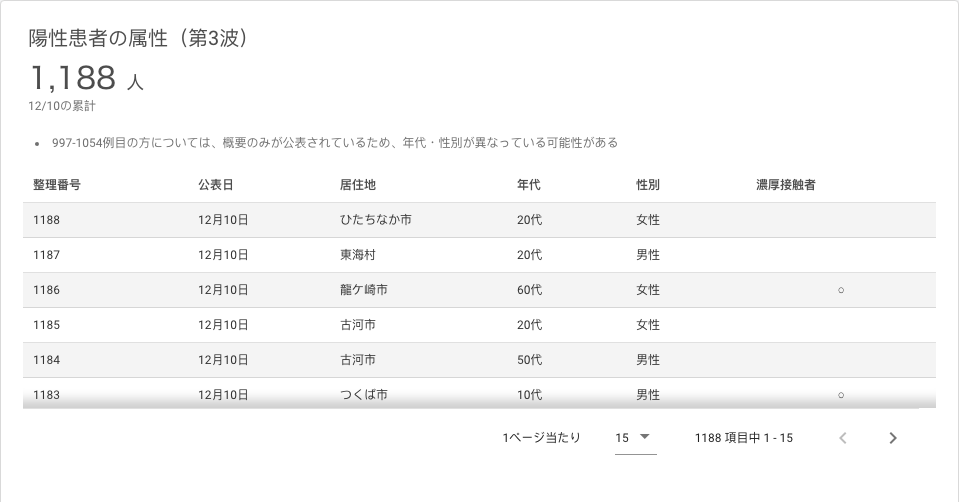 陽性患者の属性（第3波）
1,188 人
12/10の累計
• 997-1054例目の方については、概要のみが公表されているため、年代・性別が異なっている可能性がある
整理番号 公表日 居住地 年代 性別 濃厚接触者
1188 12月10日 ひたちなか市 20代 女性
1187 12月10日 東海村 20代 男性
1186 12月10日 龍ケ崎市 60代 女性 ○
1185 12月10日 古河市 20代 女性
1184 12月10日 古河市 50代 男性
1183 12月10日 つくば市 10代 男性 ○
1ページ当たり 15 1188 項目中 1 - 15